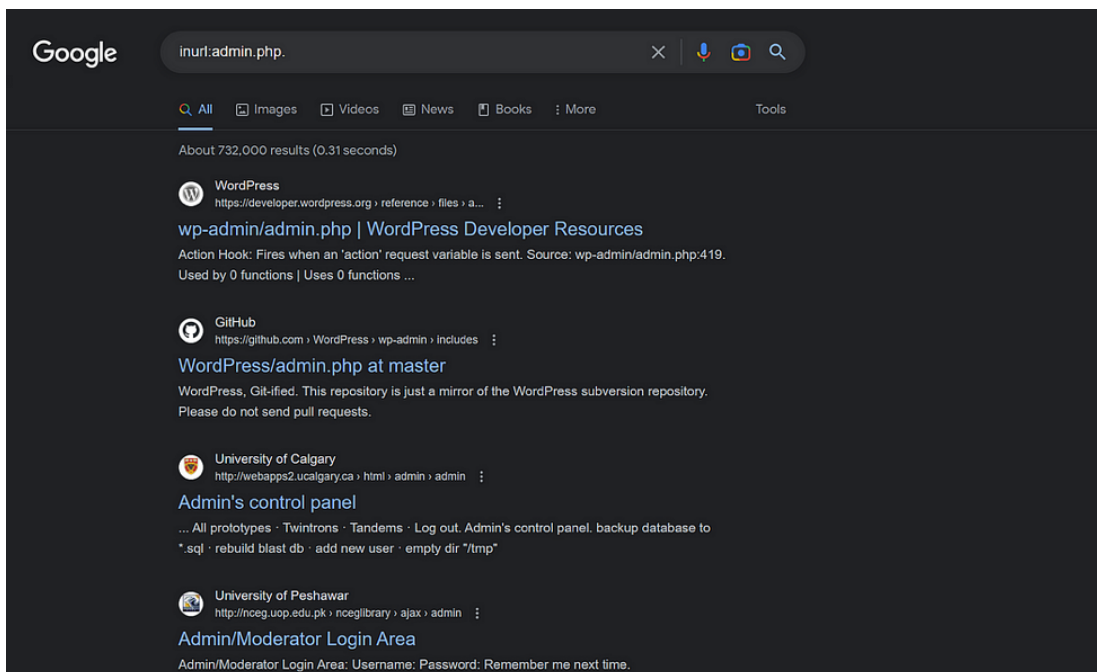 Google
inurl:admin.php.
All Images Videos News Books More Tools
About 732,000 results (0.31 seconds)
WordPress
https://developer.wordpress.org › reference › files › a...
wp-admin/admin.php | WordPress Developer Resources
Action Hook: Fires when an 'action' request variable is sent. Source: wp-admin/admin.php:419.
Used by 0 functions | Uses 0 functions ...
GitHub
https://github.com › WordPress › wp-admin › includes
WordPress/admin.php at master
WordPress, Git-ified. This repository is just a mirror of the WordPress subversion repository.
Please do not send pull requests.
University of Calgary
http://webapps2.ucalgary.ca › html › admin › admin
Admin's control panel
... All prototypes · Twintrons · Tandems · Log out. Admin's control panel. backup database to
*.sql · rebuild blast db · add new user · empty dir "/tmp"
University of Peshawar
http://nceg.uop.edu.pk › nceglibrary › ajax › admin
Admin/Moderator Login Area
Admin/Moderator Login Area: Username: Password: Remember me next time.